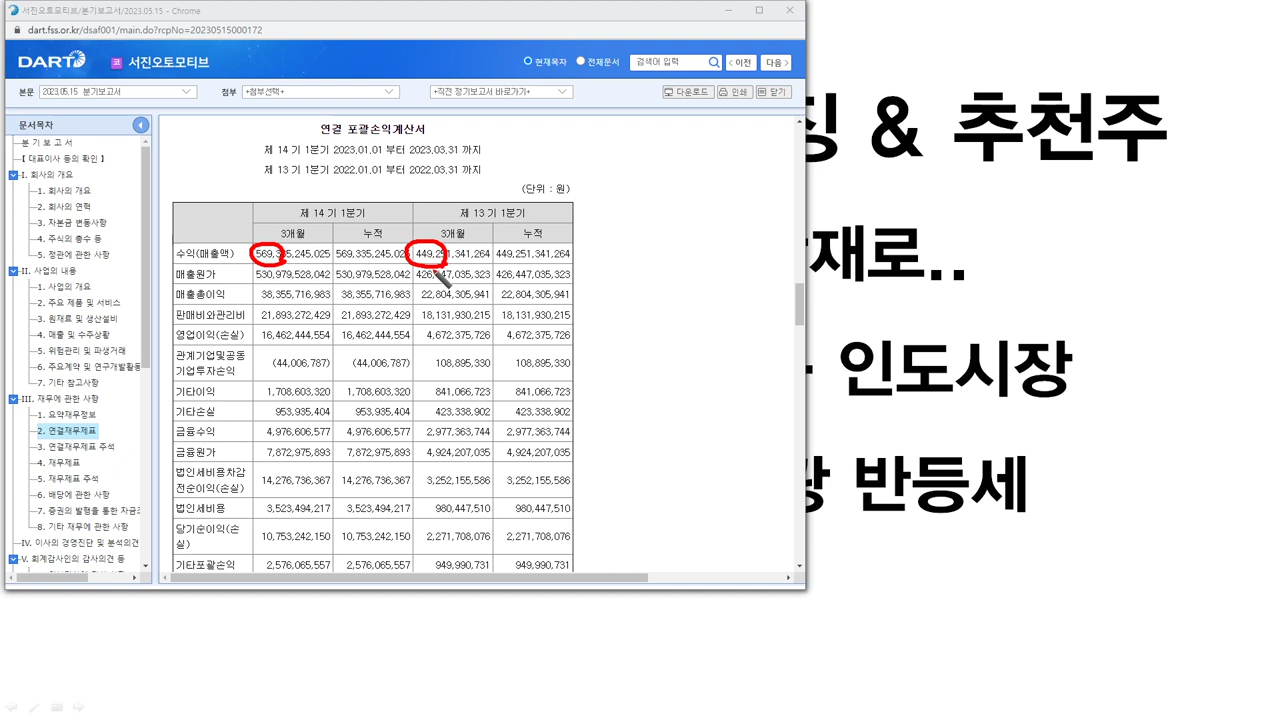 서진오토모티브/분기보고서/2023.05.15 - Chrome
dart.fss.or.kr/dsaf001/main.do?rcpNo=20230515000172
DART 코 서진오토모티브 현재목차 전체문서 검색어 입력 이전 다음
본문 2023.05.15 분기보고서 첨부 +첨부선택+ +직전 정기보고서 바로가기+ 다운로드 인쇄 닫기
문서목차
분 기 보 고 서
【 대표이사 등의 확인 】
I. 회사의 개요
1. 회사의 개요
2. 회사의 연혁
3. 자본금 변동사항
4. 주식의 총수 등
5. 정관에 관한 사항
II. 사업의 내용
1. 사업의 개요
2. 주요 제품 및 서비스
3. 원재료 및 생산설비
4. 매출 및 수주상황
5. 위험관리 및 파생거래
6. 주요계약 및 연구개발활동
7. 기타 참고사항
III. 재무에 관한 사항
1. 요약재무정보
2. 연결재무제표
3. 연결재무제표 주석
4. 재무제표
5. 재무제표 주석
6. 배당에 관한 사항
7. 증권의 발행을 통한 자금조
8. 기타 재무에 관한 사항
IV. 이사의 경영진단 및 분석의견
V. 회계감사인의 감사의견 등
연결 포괄손익계산서
제 14 기 1분기 2023.01.01 부터 2023.03.31 까지
제 13 기 1분기 2022.01.01 부터 2022.03.31 까지
(단위 : 원)
제 14 기 1분기 제 13 기 1분기
3개월 누적 3개월 누적
수익(매출액) 569,335,245,025 569,335,245,025 449,251,341,264 449,251,341,264
매출원가 530,979,528,042 530,979,528,042 426,447,035,323 426,447,035,323
매출총이익 38,355,716,983 38,355,716,983 22,804,305,941 22,804,305,941
판매비와관리비 21,893,272,429 21,893,272,429 18,131,930,215 18,131,930,215
영업이익(손실) 16,462,444,554 16,462,444,554 4,672,375,726 4,672,375,726
관계기업및공동
기업투자손익 (44,006,787) (44,006,787) 108,895,330 108,895,330
기타이익 1,708,603,320 1,708,603,320 841,066,723 841,066,723
기타손실 953,935,404 953,935,404 423,338,902 423,338,902
금융수익 4,976,606,577 4,976,606,577 2,977,363,744 2,977,363,744
금융원가 7,872,975,893 7,872,975,893 4,924,207,035 4,924,207,035
법인세비용차감
전순이익(손실) 14,276,736,367 14,276,736,367 3,252,155,586 3,252,155,586
법인세비용 3,523,494,217 3,523,494,217 980,447,510 980,447,510
당기순이익(손
실) 10,753,242,150 10,753,242,150 2,271,708,076 2,271,708,076
기타포괄손익 2,576,065,557 2,576,065,557 949,990,731 949,990,731
징 & 추천주
재로..
인도시장
반등세